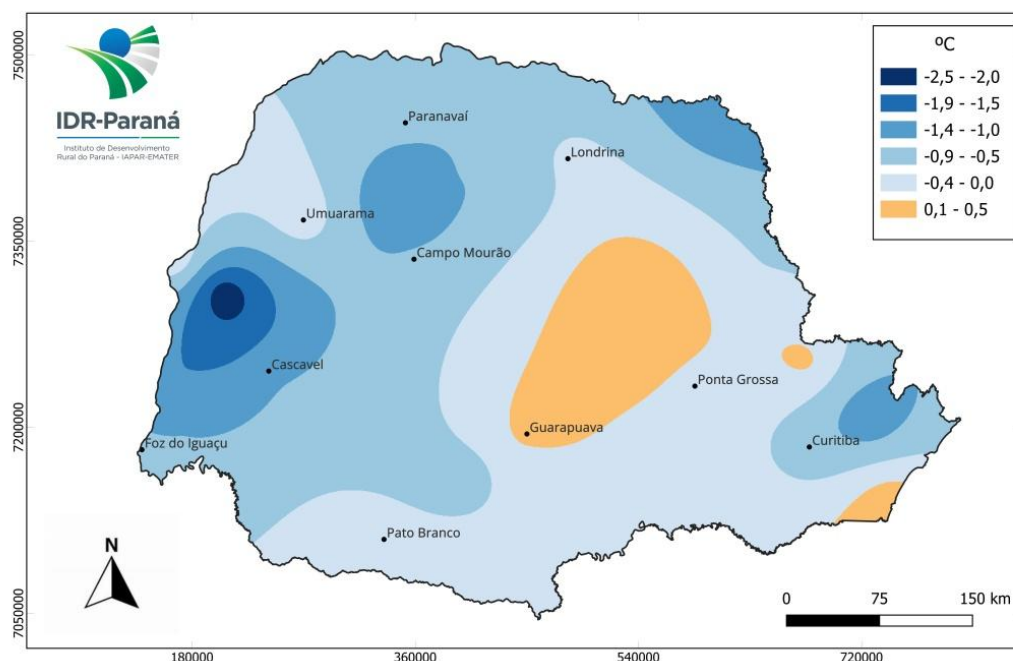 IDR-Paraná
Instituto de Desenvolvimento
Rural do Paraná - IAPAR-EMATER
ºC
-2,5 - -2,0
-1,9 - -1,5
-1,4 - -1,0
-0,9 - -0,5
-0,4 - 0,0
0,1 - 0,5
7500000
7350000
7200000
7050000
Paranavaí
Londrina
Umuarama
Campo Mourão
Cascavel
Ponta Grossa
Guarapuava
Curitiba
Foz do Iguaçu
Pato Branco
N
0 75 150 km
180000 360000 540000 720000